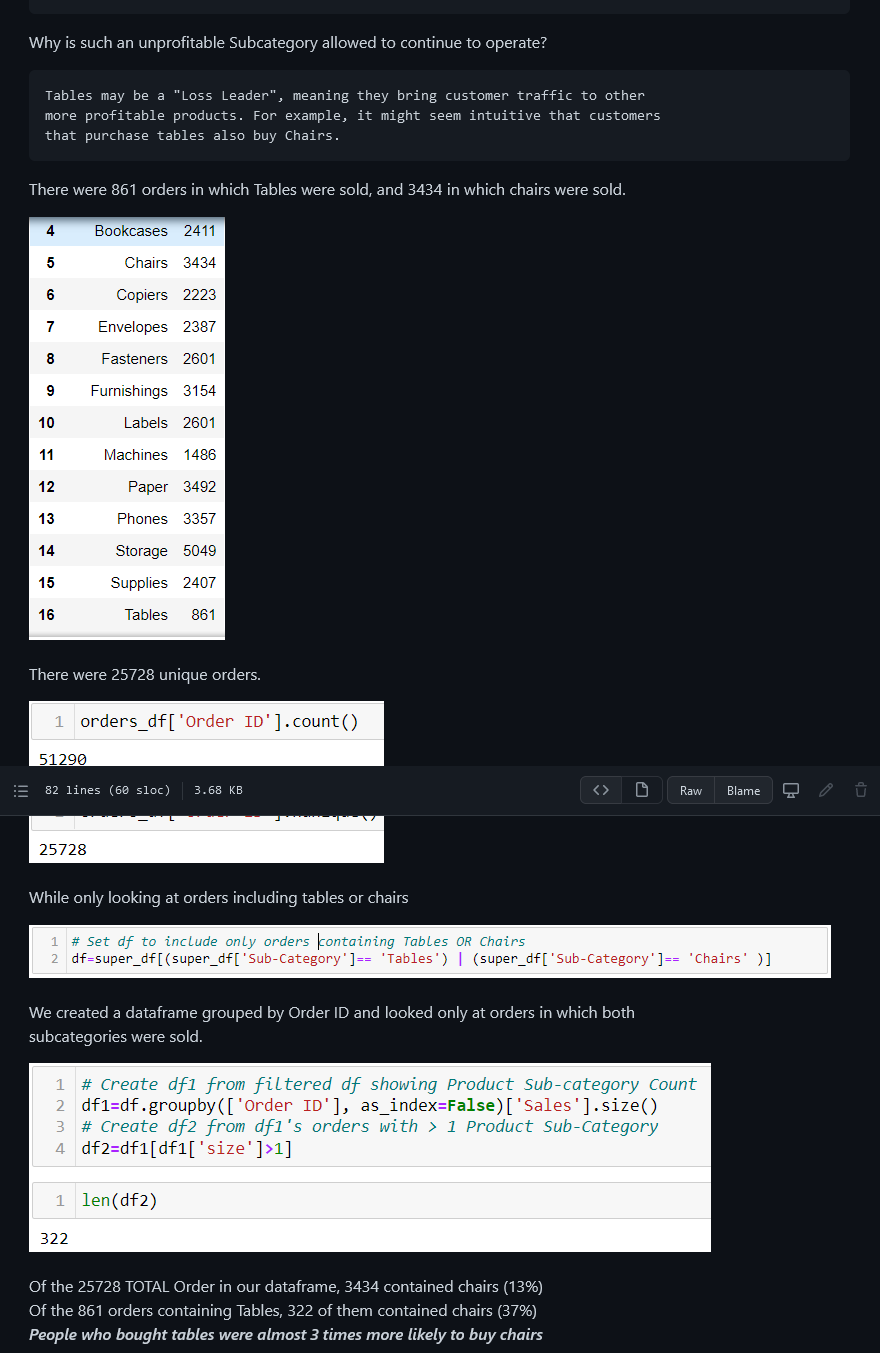 Why is such an unprofitable Subcategory allowed to continue to operate?
Tables may be a "Loss Leader", meaning they bring customer traffic to other
more profitable products. For example, it might seem intuitive that customers
that purchase tables also buy Chairs.
There were 861 orders in which Tables were sold, and 3434 in which chairs were sold.
4 Bookcases 2411
5 Chairs 3434
6 Copiers 2223
7 Envelopes 2387
8 Fasteners 2601
9 Furnishings 3154
10 Labels 2601
11 Machines 1486
12 Paper 3492
13 Phones 3357
14 Storage 5049
15 Supplies 2407
16 Tables 861
There were 25728 unique orders.
1 orders_df['Order ID'].count()
51290
82 lines (60 sloc) 3.68 KB Raw Blame
25728
While only looking at orders including tables or chairs
1 # Set df to include only orders containing Tables OR Chairs
2 df=super_df[(super_df['Sub-Category']== 'Tables') | (super_df['Sub-Category']== 'Chairs' )]
We created a dataframe grouped by Order ID and looked only at orders in which both
subcategories were sold.
1 # Create df1 from filtered df showing Product Sub-category Count
2 df1=df.groupby(['Order ID'], as_index=False)['Sales'].size()
3 # Create df2 from df1's orders with > 1 Product Sub-Category
4 df2=df1[df1['size']>1]
1 len(df2)
322
Of the 25728 TOTAL Order in our dataframe, 3434 contained chairs (13%)
Of the 861 orders containing Tables, 322 of them contained chairs (37%)
People who bought tables were almost 3 times more likely to buy chairs